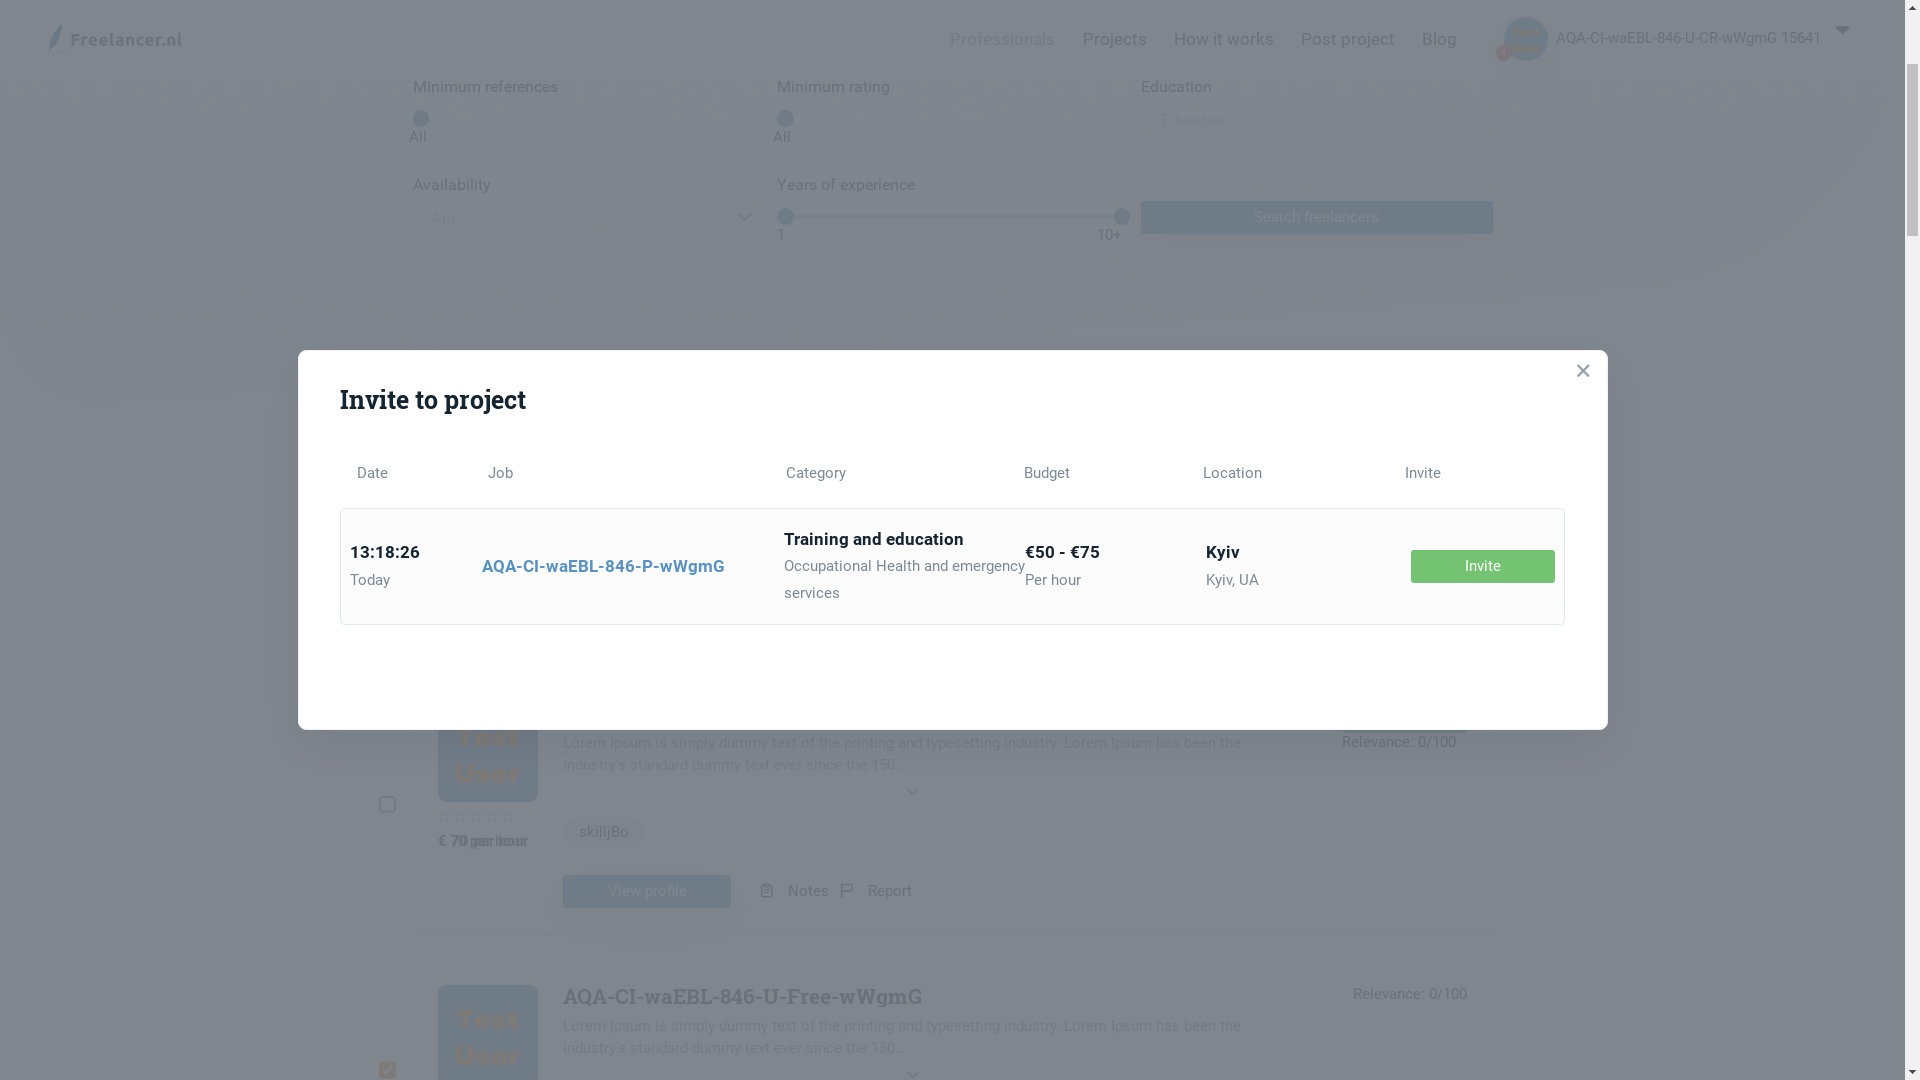 Freelancer.nl
Professionals
Projects
How it works
Post project
Blog
1
AQA-CI-waEBL-846-U-CR-wWgmG 15641
Minimum references
Minimum rating
Education
Education
All
All
Availability
Years of experience
Any
Search freelancers
1
10+
Invite to project
Date
Job
Category
Budget
Location
Invite
13:18:26
Today
AQA-CI-waEBL-846-P-wWgmG
Training and education
Occupational Health and emergency
services
€50 - €75
Per hour
Kyiv
Kyiv, UA
Invite
Test
User
Lorem Ipsum is simply dummy text of the printing and typesetting industry. Lorem Ipsum has been the
industry's standard dummy text ever since the 150...
Relevance: 0/100
€ 70 per hour
skilljBo
View profile
Notes
Report
Test
User
AQA-CI-waEBL-846-U-Free-wWgmG
Relevance: 0/100
Lorem Ipsum is simply dummy text of the printing and typesetting industry. Lorem Ipsum has been the
industry's standard dummy text ever since the 150...